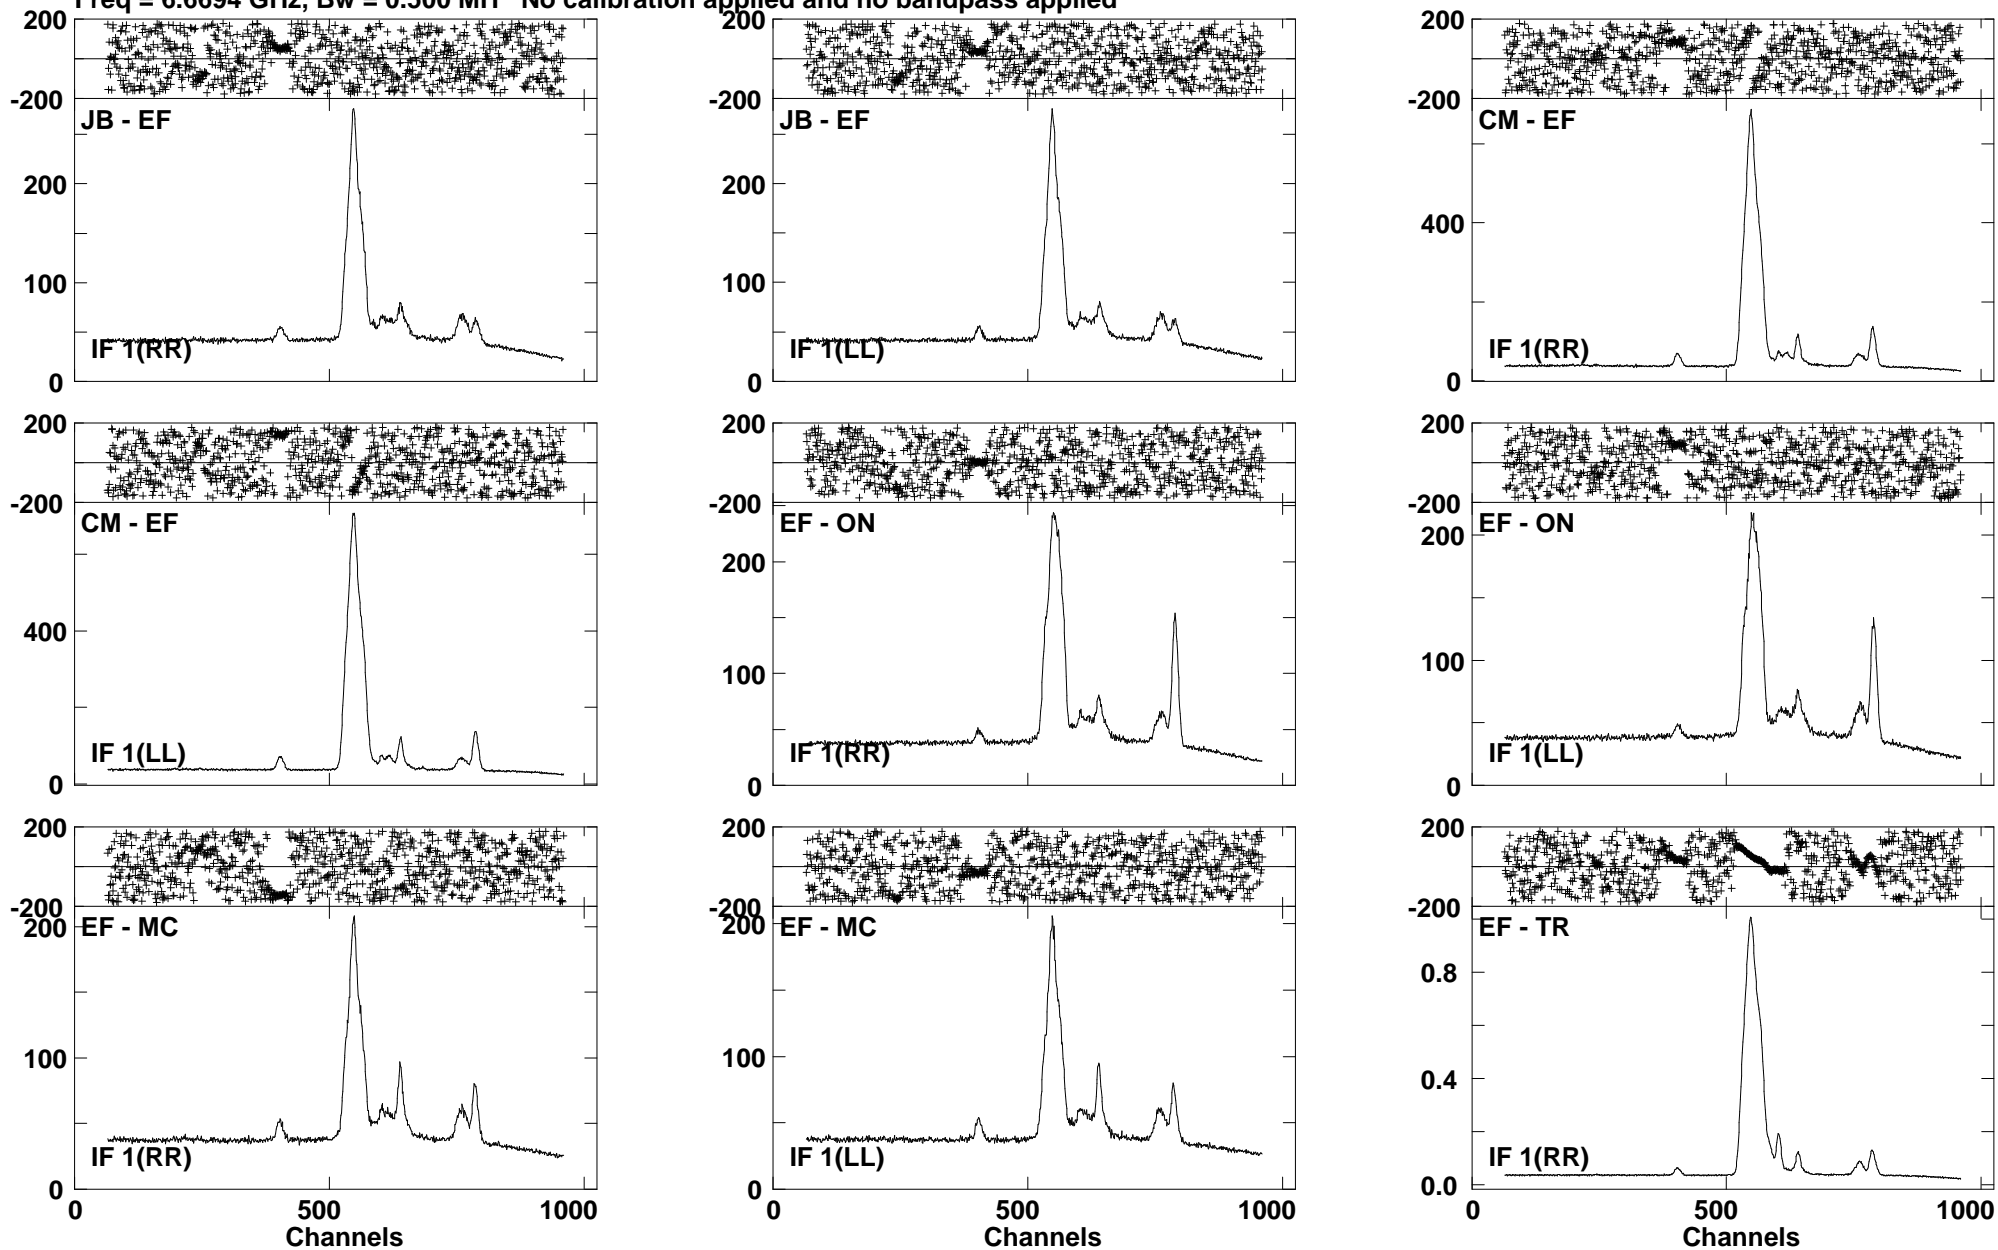 Freq = 6.6694 GHz, Bw = 0.500 MH No calibration applied and no bandpass applied
200
-200
JB - EF
200
100
0
IF 1(RR)
-200
JB - EF
IF 1(LL)
200
100
0
200
-200
CM - EF
400
IF 1(RR)
0
200
-200
CM - EF
400
IF 1(LL)
0
200
-200
EF - ON
200
100
IF 1(RR)
0
200
-200
EF - ON
200
100
IF 1(LL)
0
200
-200
200
EF - MC
100
IF 1(RR)
0
0
500
1000
Channels
200
-200
200
EF - MC
100
IF 1(LL)
0
0
500
1000
Channels
200
-200
EF - TR
0.8
0.4
IF 1(RR)
0.0
0
500
1000
Channels